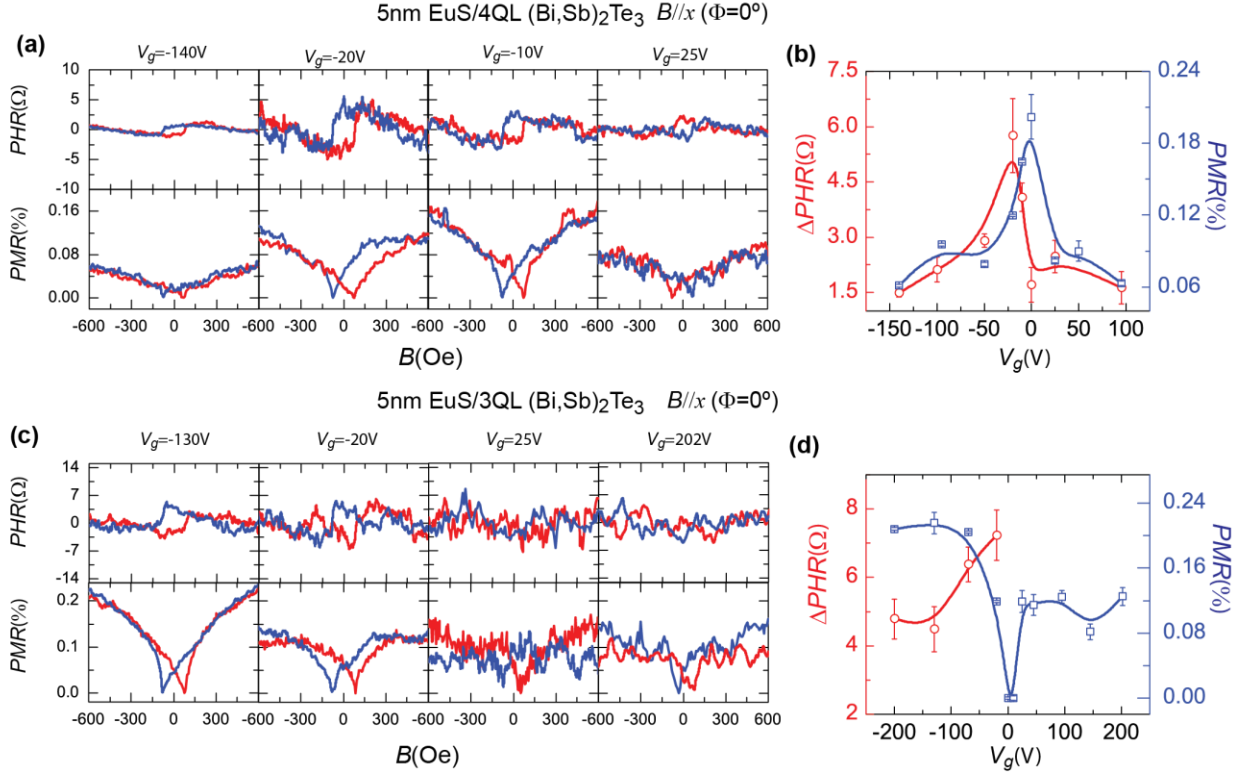 5nm EuS/4QL (Bi,Sb)2Te3 B//x (Φ=0º)
(a)
Vg=-140V Vg=-20V Vg=-10V Vg=25V
PHR(Ω)
10
5
0
-5
-10
PMR(%)
0.16
0.08
0.00
-600 -300 0 300 -600 -300 0 300 -600 -300 0 300 -600 -300 0 300 600
B(Oe)
(b)
ΔPHR(Ω)
7.5
6.0
4.5
3.0
1.5
0.24
0.18
0.12
0.06
PMR(%)
-150 -100 -50 0 50 100
Vg(V)
5nm EuS/3QL (Bi,Sb)2Te3 B//x (Φ=0º)
(c)
Vg=-130V Vg=-20V Vg=25V Vg=202V
PHR(Ω)
14
7
0
-7
-14
PMR(%)
0.2
0.1
0.0
-600 -300 0 300 -600 -300 0 300 -600 -300 0 300 -600 -300 0 300 600
B(Oe)
(d)
ΔPHR(Ω)
8
6
4
2
0.24
0.16
0.08
0.00
PMR(%)
-200 -100 0 100 200
Vg(V)